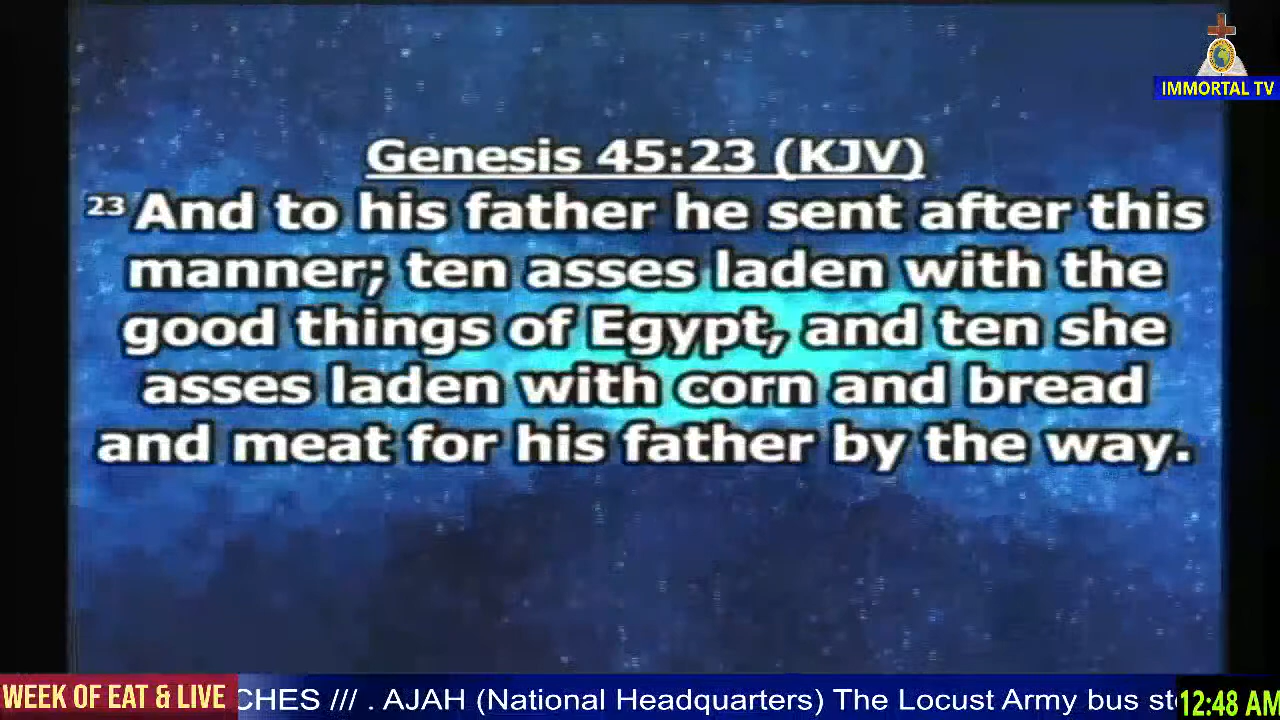 IMMORTAL TV
Genesis 45:23 (KJV)
23 And to his father he sent after this
manner; ten asses laden with the
good things of Egypt, and ten she
asses laden with corn and bread
and meat for his father by the way.
WEEK OF EAT & LIVE
CHES /// . AJAH (National Headquarters) The Locust Army bus st
12:48 AM